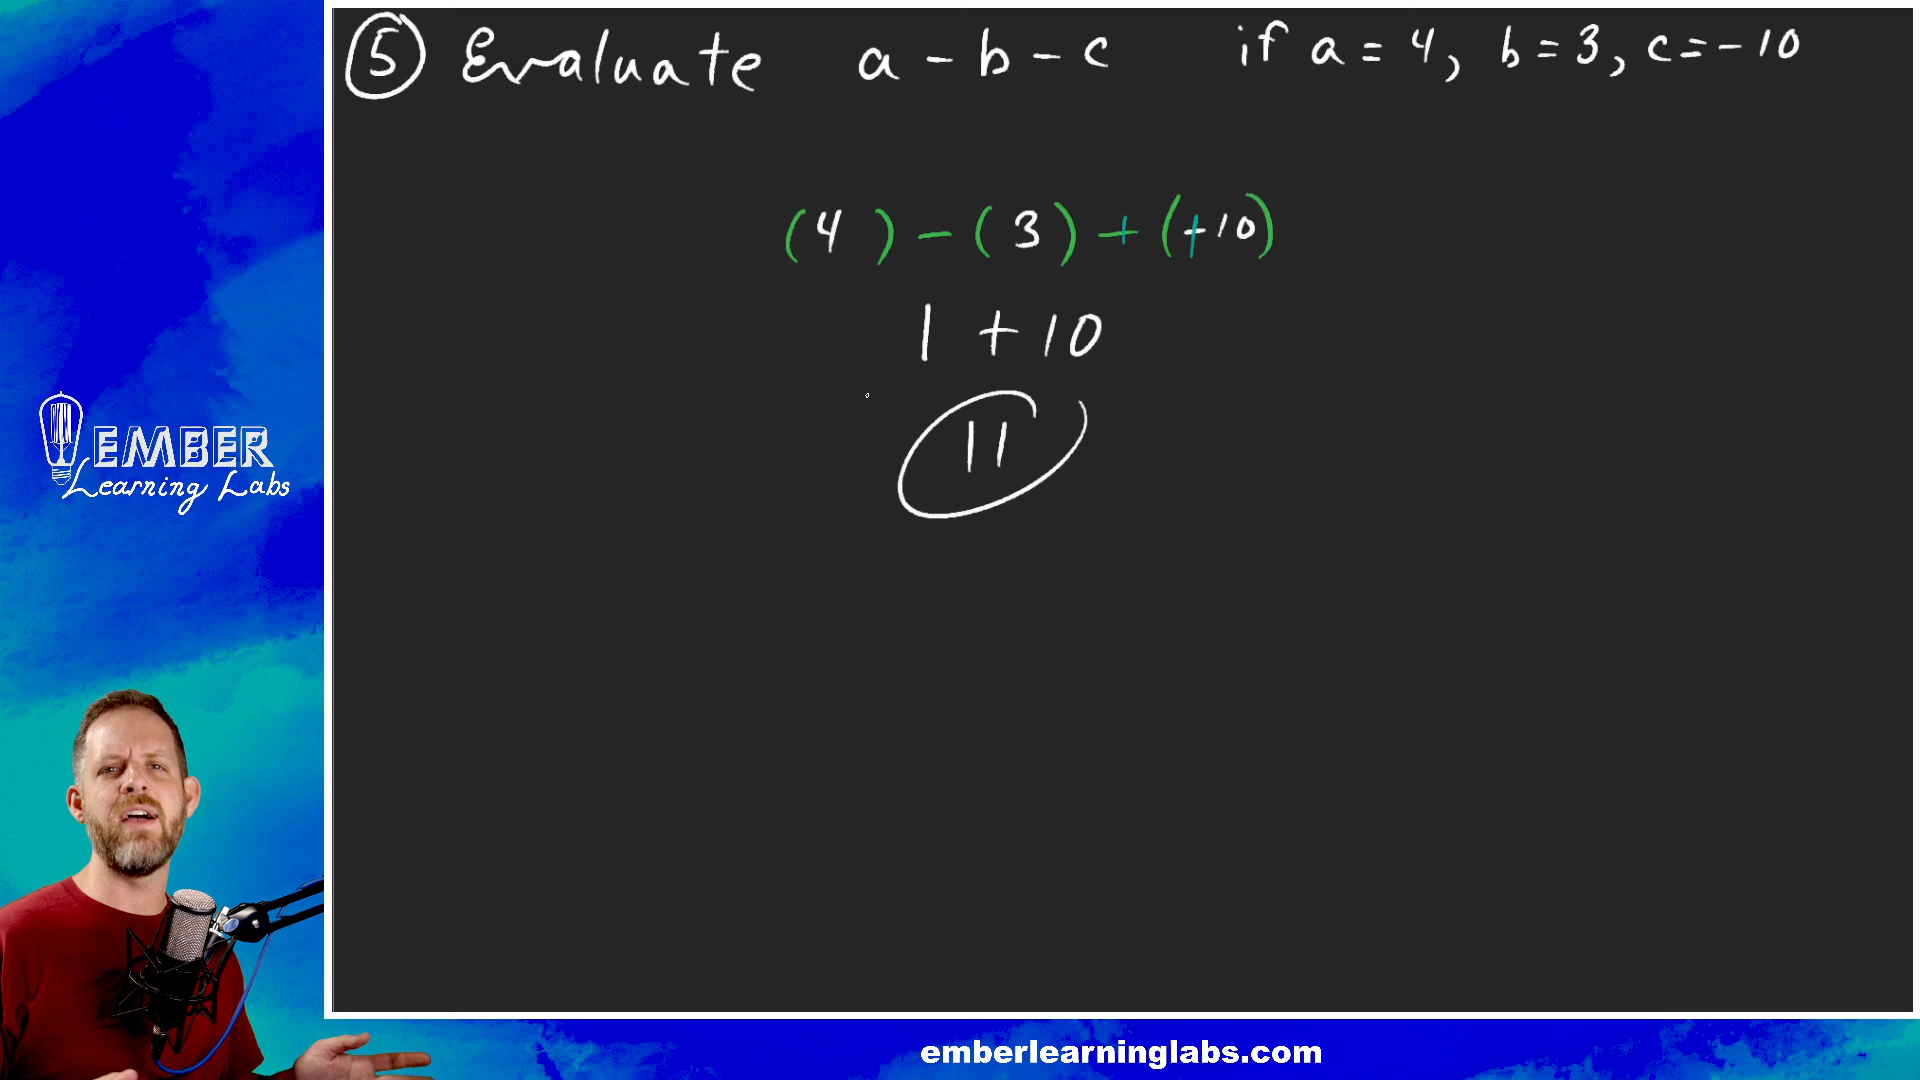 ⑤ Evaluate a - b - c if a = 4, b = 3, c = -10
(4) - (3) + (+10)
1 + 10
11
EMBER
Learning Labs
emberlearninglabs.com